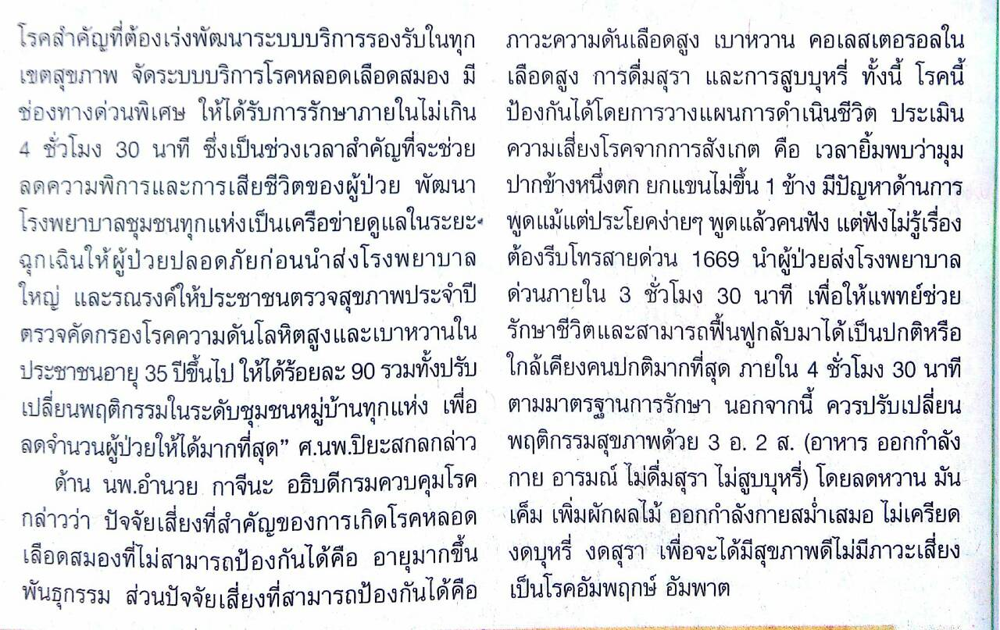 โรคสำคัญที่ต้องเร่งพัฒนาระบบบริการรองรับในทุก
เขตสุขภาพ จัดระบบบริการโรคหลอดเลือดสมอง มี
ช่องทางด่วนพิเศษ ให้ได้รับการรักษาภายในไม่เกิน
4 ชั่วโมง 30 นาที ซึ่งเป็นช่วงเวลาสำคัญที่จะช่วย
ลดความพิการและการเสียชีวิตของผู้ป่วย พัฒนา
โรงพยาบาลชุมชนทุกแห่งเป็นเครือข่ายดูแลในระยะ
ฉุกเฉินให้ผู้ป่วยปลอดภัยก่อนนำส่งโรงพยาบาล
ใหญ่ และรณรงค์ให้ประชาชนตรวจสุขภาพประจำปี
ตรวจคัดกรองโรคความดันโลหิตสูงและเบาหวานใน
ประชาชนอายุ 35 ปีขึ้นไป ให้ได้ร้อยละ 90 รวมทั้งปรับ
เปลี่ยนพฤติกรรมในระดับชุมชนหมู่บ้านทุกแห่ง เพื่อ
ลดจำนวนผู้ป่วยให้ได้มากที่สุด” ศ.นพ.ปิยะสกลกล่าว
ด้าน นพ.อำนวย กาจีนะ อธิบดีกรมควบคุมโรค
กล่าวว่า ปัจจัยเสี่ยงที่สำคัญของการเกิดโรคหลอด
เลือดสมองที่ไม่สามารถป้องกันได้คือ อายุมากขึ้น
พันธุกรรม ส่วนปัจจัยเสี่ยงที่สามารถป้องกันได้คือ
ภาวะความดันเลือดสูง เบาหวาน คอเลสเตอรอลใน
เลือดสูง การดื่มสุรา และการสูบบุหรี่ ทั้งนี้ โรคนี้
ป้องกันได้โดยการวางแผนการดำเนินชีวิต ประเมิน
ความเสี่ยงโรคจากการสังเกต คือ เวลายิ้มพบว่ามุม
ปากข้างหนึ่งตก ยกแขนไม่ขึ้น 1 ข้าง มีปัญหาด้านการ
พูดแม้แต่ประโยคง่ายๆ พูดแล้วคนฟัง แต่ฟังไม่รู้เรื่อง
ต้องรีบโทรสายด่วน 1669 นำผู้ป่วยส่งโรงพยาบาล
ด่วนภายใน 3 ชั่วโมง 30 นาที เพื่อให้แพทย์ช่วย
รักษาชีวิตและสามารถฟื้นฟูกลับมาได้เป็นปกติหรือ
ใกล้เคียงคนปกติมากที่สุด ภายใน 4 ชั่วโมง 30 นาที
ตามมาตรฐานการรักษา นอกจากนี้ ควรปรับเปลี่ยน
พฤติกรรมสุขภาพด้วย 3 อ. 2 ส. (อาหาร ออกกำลัง
กาย อารมณ์ ไม่ดื่มสุรา ไม่สูบบุหรี่) โดยลดหวาน มัน
เค็ม เพิ่มผักผลไม้ ออกกำลังกายสม่ำเสมอ ไม่เครียด
งดบุหรี่ งดสุรา เพื่อจะได้มีสุขภาพดีไม่มีภาวะเสี่ยง
เป็นโรคอัมพฤกษ์ อัมพาต